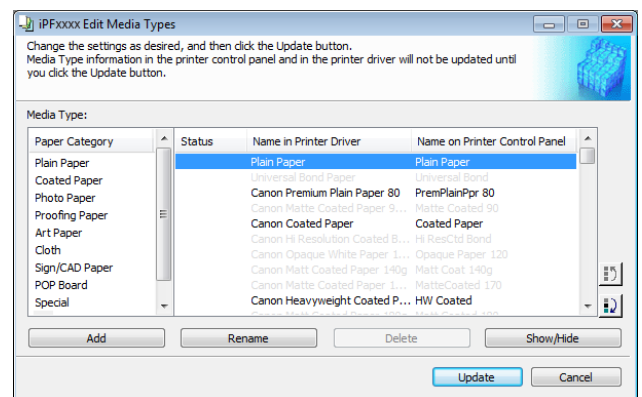 iPFxxxx Edit Media Types
Change the settings as desired, and then click the Update button.
Media Type information in the printer control panel and in the printer driver will not be updated until
you click the Update button.
Media Type:
Paper Category Status Name in Printer Driver Name on Printer Control Panel
Plain Paper
Coated Paper
Photo Paper
Proofing Paper
Art Paper
Cloth
Sign/CAD Paper
POP Board
Special
Plain Paper Plain Paper
Universal Bond Paper Universal Bond
Canon Premium Plain Paper 80 PremPlainPpr 80
Canon Matte Coated Paper 9... Matte Coated 90
Canon Coated Paper Coated Paper
Canon Hi Resolution Coated B... Hi ResCtd Bond
Canon Opaque White Paper 1... Opaque Paper 120
Canon Matt Coated Paper 140g Matt Coat 140g
Canon Matte Coated Paper 1... MatteCoated 170
Canon Heavyweight Coated P... HW Coated
Add Rename Delete Show/Hide
Update Cancel